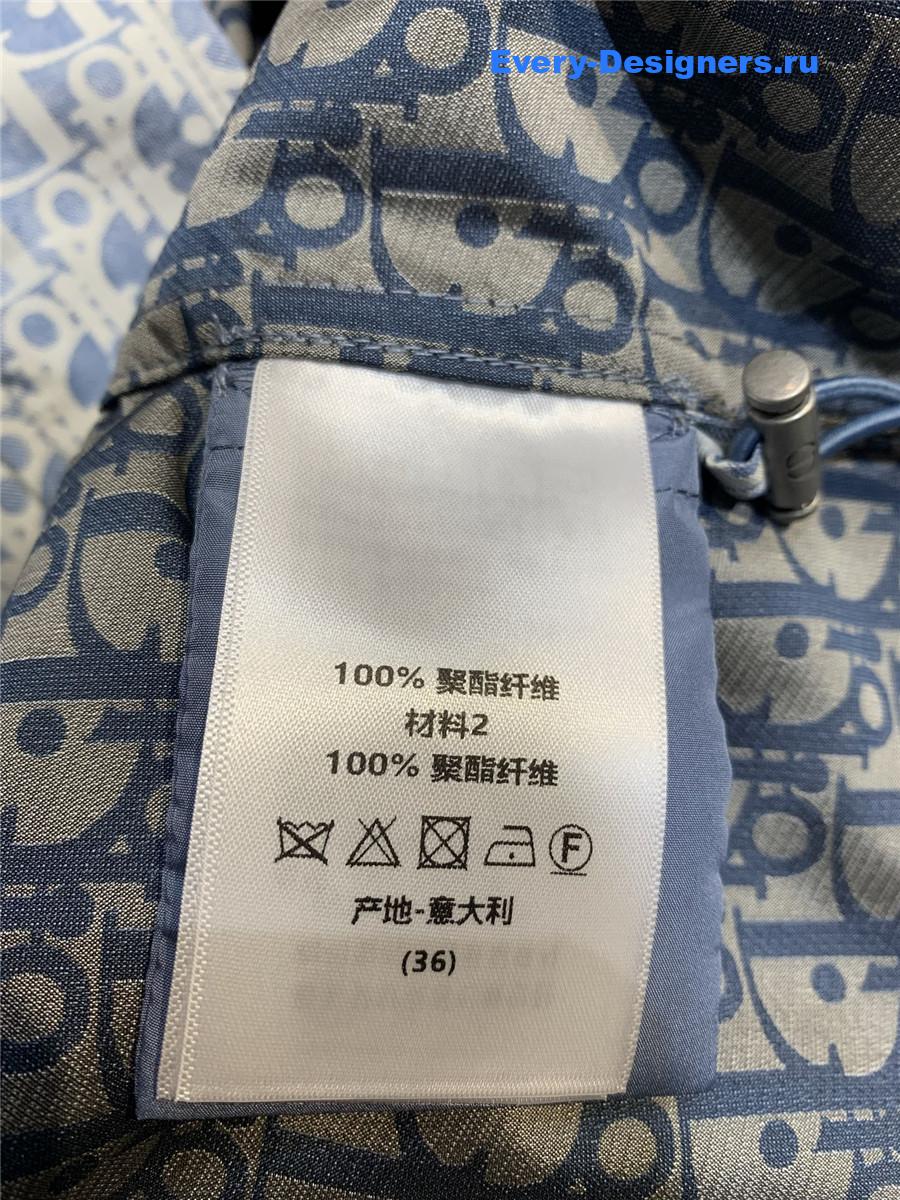 Every-Designers.ru
100% 聚酯纤维
材料2
100% 聚酯纤维
F
产地-意大利
(36)